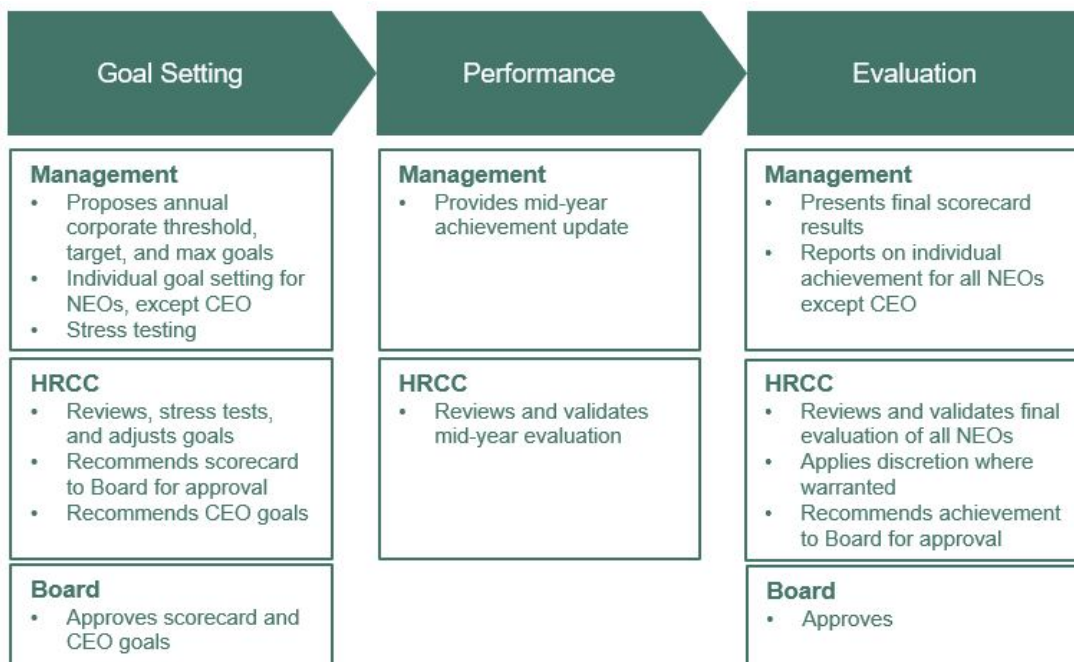 Goal Setting
Performance
Evaluation
Management
• Proposes annual
corporate threshold,
target, and max goals
• Individual goal setting for
NEOs, except CEO
• Stress testing
HRCC
• Reviews, stress tests,
and adjusts goals
• Recommends scorecard
to Board for approval
• Recommends CEO goals
Board
• Approves scorecard and
CEO goals
Management
• Provides mid-year
achievement update
HRCC
• Reviews and validates
mid-year evaluation
Management
• Presents final scorecard
results
• Reports on individual
achievement for all NEOs
except CEO
HRCC
• Reviews and validates final
evaluation of all NEOs
• Applies discretion where
warranted
• Recommends achievement
to Board for approval
Board
• Approves